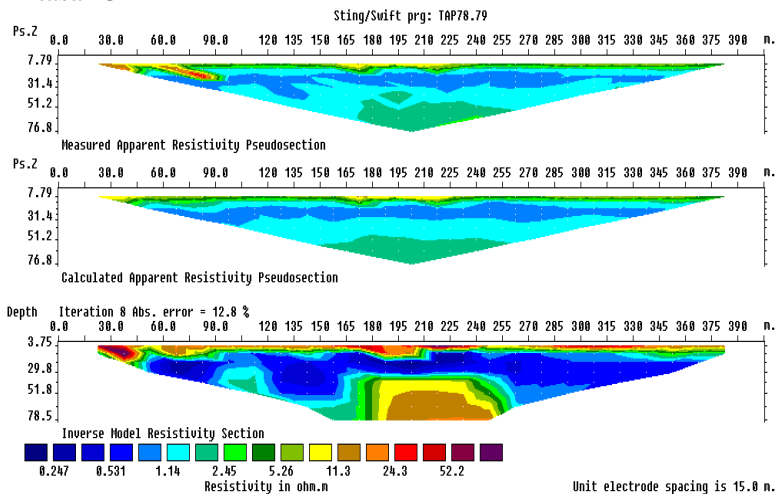 Sting/Swift prg: TAP78.79
Ps.Z 0.0 30.0 60.0 90.0 120 135 150 165 180 195 210 225 240 255 270 285 300 315 330 345 360 375 390 m.
7.79
31.4
51.2
76.8
Measured Apparent Resistivity Pseudosection
Ps.Z 0.0 30.0 60.0 90.0 120 135 150 165 180 195 210 225 240 255 270 285 300 315 330 345 360 375 390 m.
7.79
31.4
51.2
76.8
Calculated Apparent Resistivity Pseudosection
Depth Iteration 8 Abs. error = 12.8 %
0.0 30.0 60.0 90.0 120 135 150 165 180 195 210 225 240 255 270 285 300 315 330 345 360 375 390 m.
3.75
29.8
51.8
78.5
Inverse Model Resistivity Section
0.247 0.531 1.14 2.45 5.26 11.3 24.3 52.2
Resistivity in ohm.m
Unit electrode spacing is 15.0 m.